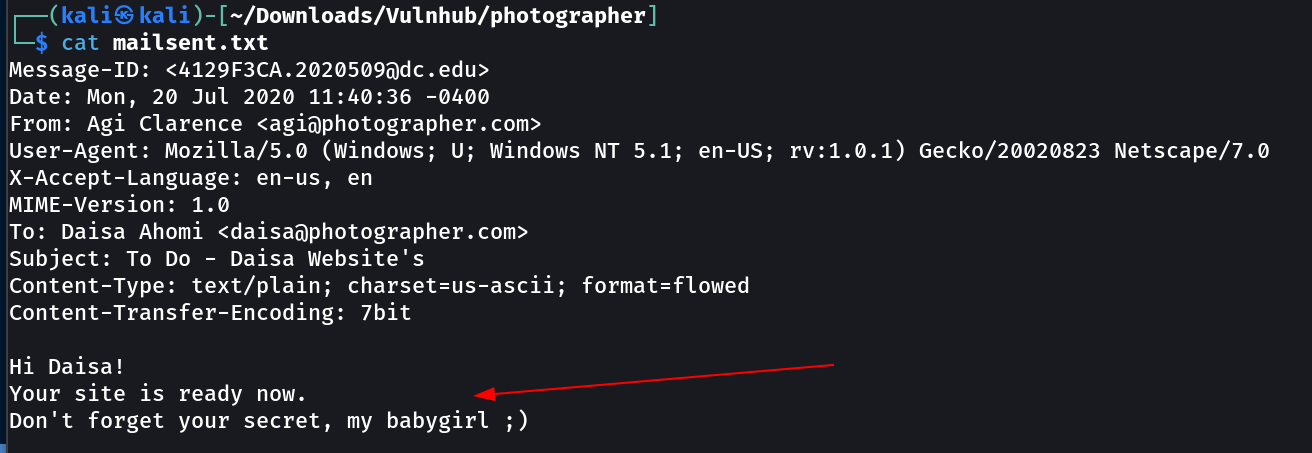 ┌──(kali㉿kali)-[~/Downloads/Vulnhub/photographer]
└─$ cat mailsent.txt
Message-ID: <4129F3CA.2020509@dc.edu>
Date: Mon, 20 Jul 2020 11:40:36 -0400
From: Agi Clarence <agi@photographer.com>
User-Agent: Mozilla/5.0 (Windows; U; Windows NT 5.1; en-US; rv:1.0.1) Gecko/20020823 Netscape/7.0
X-Accept-Language: en-us, en
MIME-Version: 1.0
To: Daisa Ahomi <daisa@photographer.com>
Subject: To Do - Daisa Website's
Content-Type: text/plain; charset=us-ascii; format=flowed
Content-Transfer-Encoding: 7bit

Hi Daisa!
Your site is ready now.
Don't forget your secret, my babygirl ;)